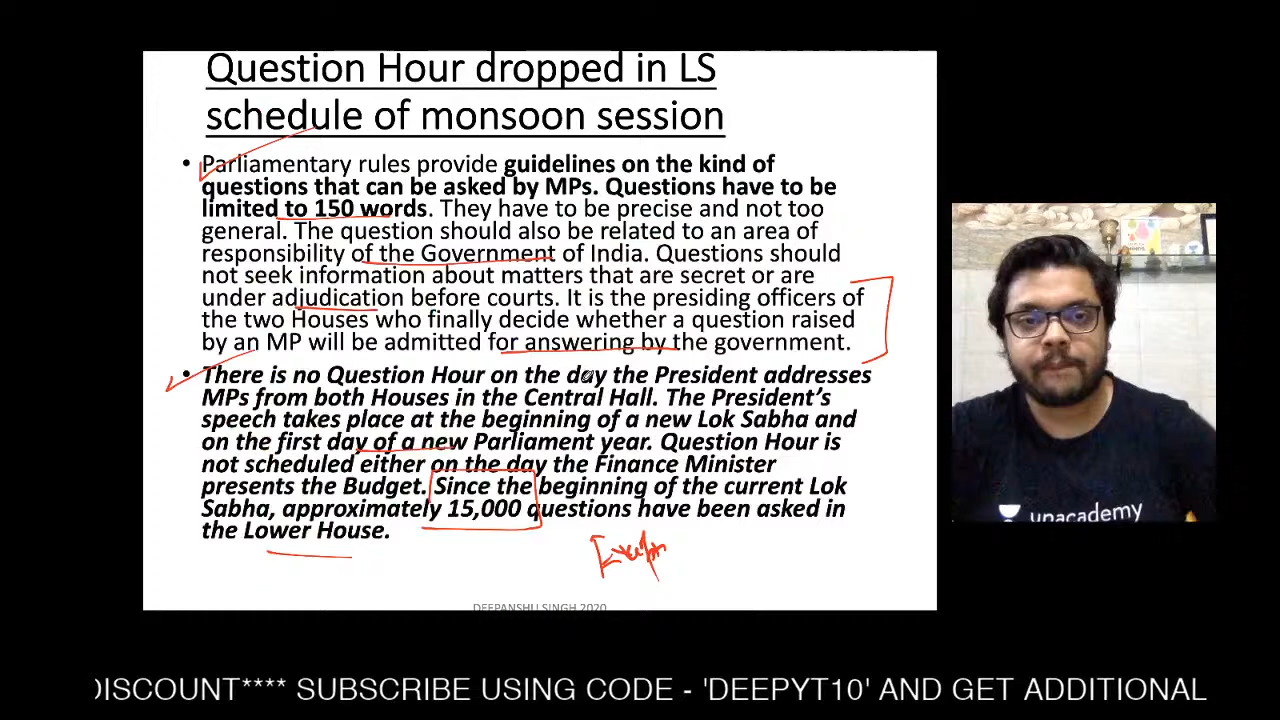 Question Hour dropped in LS
schedule of monsoon session
• Parliamentary rules provide guidelines on the kind of
questions that can be asked by MPs. Questions have to be
limited to 150 words. They have to be precise and not too
general. The question should also be related to an area of
responsibility of the Government of India. Questions should
not seek information about matters that are secret or are
under adjudication before courts. It is the presiding officers of
the two Houses who finally decide whether a question raised
by an MP will be admitted for answering by the government.
• There is no Question Hour on the day the President addresses
MPs from both Houses in the Central Hall. The President's
speech takes place at the beginning of a new Lok Sabha and
on the first day of a new Parliament year. Question Hour is
not scheduled either on the day the Finance Minister
presents the Budget. Since the beginning of the current Lok
Sabha, approximately 15,000 questions have been asked in
the Lower House.
DEEPANSHU SINGH 2020
unacademy
DISCOUNT**** SUBSCRIBE USING CODE - 'DEEPYT10' AND GET ADDITIONAL